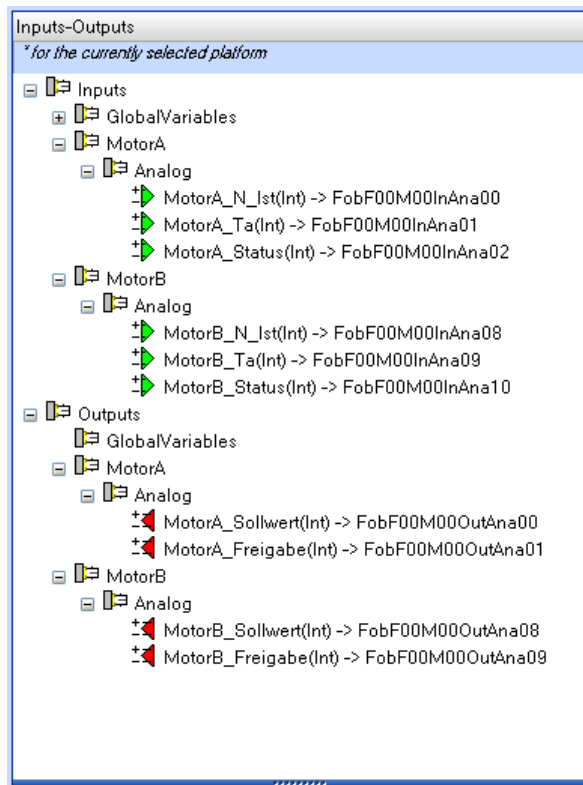 Inputs-Outputs
* for the currently selected platform
Inputs
GlobalVariables
MotorA
Analog
MotorA_N_Ist(Int) -> FobF00M00InAna00
MotorA_Ta(Int) -> FobF00M00InAna01
MotorA_Status(Int) -> FobF00M00InAna02
MotorB
Analog
MotorB_N_Ist(Int) -> FobF00M00InAna08
MotorB_Ta(Int) -> FobF00M00InAna09
MotorB_Status(Int) -> FobF00M00InAna10
Outputs
GlobalVariables
MotorA
Analog
MotorA_Sollwert(Int) -> FobF00M00OutAna00
MotorA_Freigabe(Int) -> FobF00M00OutAna01
MotorB
Analog
MotorB_Sollwert(Int) -> FobF00M00OutAna08
MotorB_Freigabe(Int) -> FobF00M00OutAna09